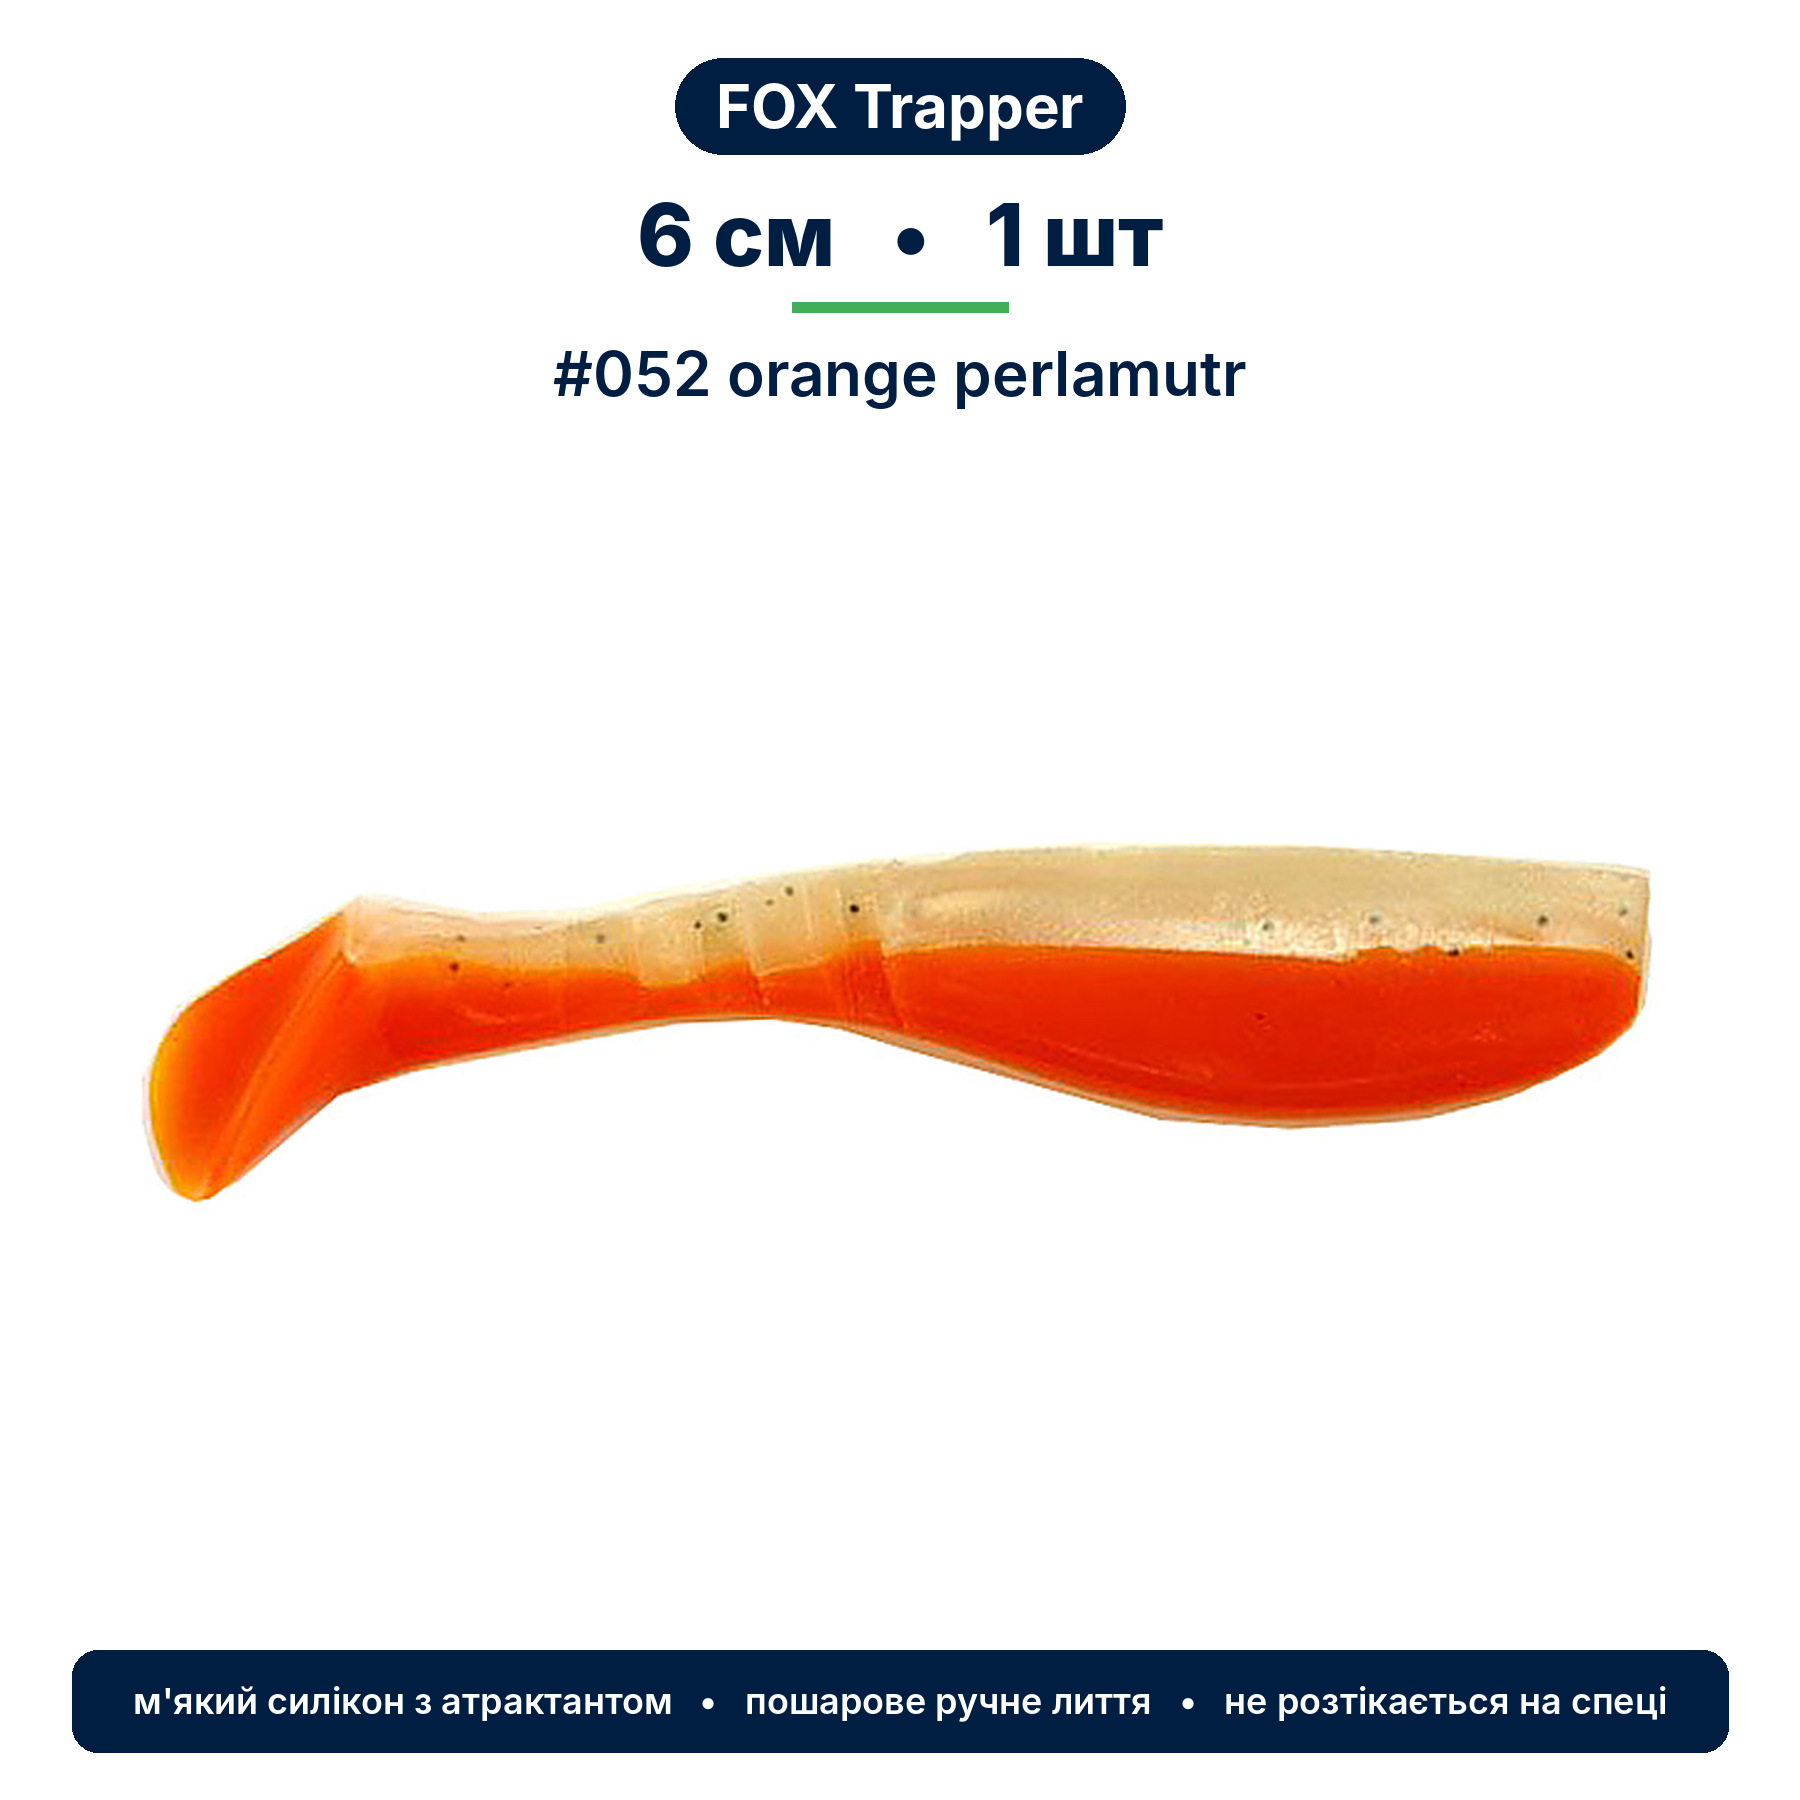 FOX Trapper
6 см • 1 шт
#052 orange perlamutr
м'який силікон з атрактантом • пошарове ручне лиття • не розтікається на спеці